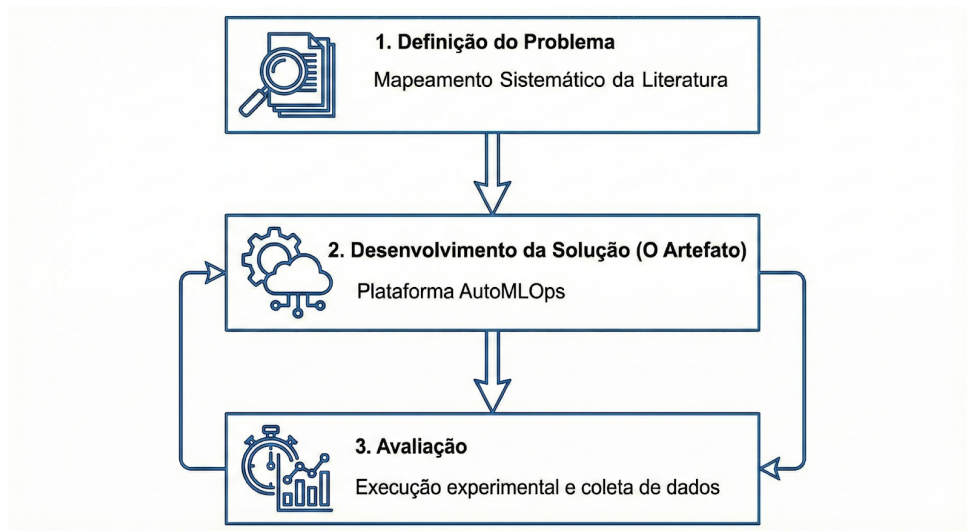 1. Definição do Problema
Mapeamento Sistemático da Literatura
2. Desenvolvimento da Solução (O Artefato)
Plataforma AutoMLOps
3. Avaliação
Execução experimental e coleta de dados